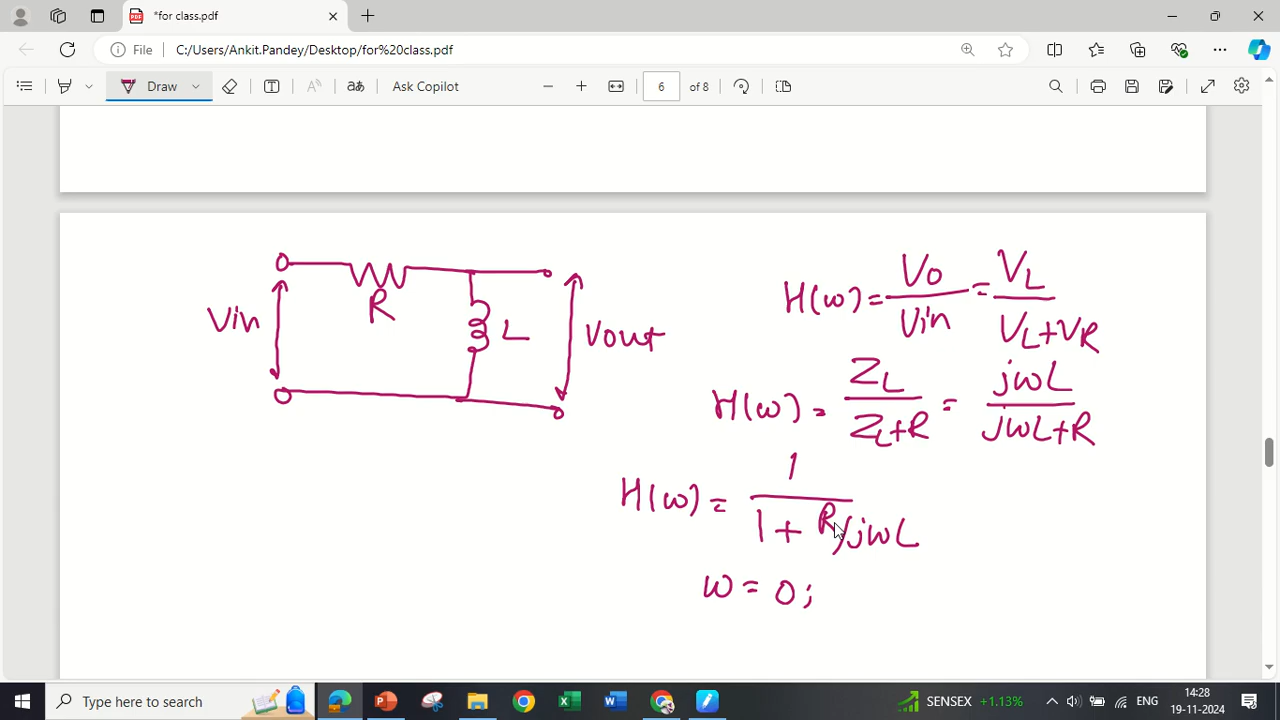 *for class.pdf
File
C:/Users/Ankit.Pandey/Desktop/for%20class.pdf
Draw
aあ
Ask Copilot
6 of 8
Vin
R
L
Vout
H(ω) = Vo/Vin = VL/VL+VR
H(ω) = ZL/ZL+R = jωL/jωL+R
H(ω) = 1/1 + R/jωL
ω = 0;
Type here to search
SENSEX +1.13%
ENG
14:28
19-11-2024